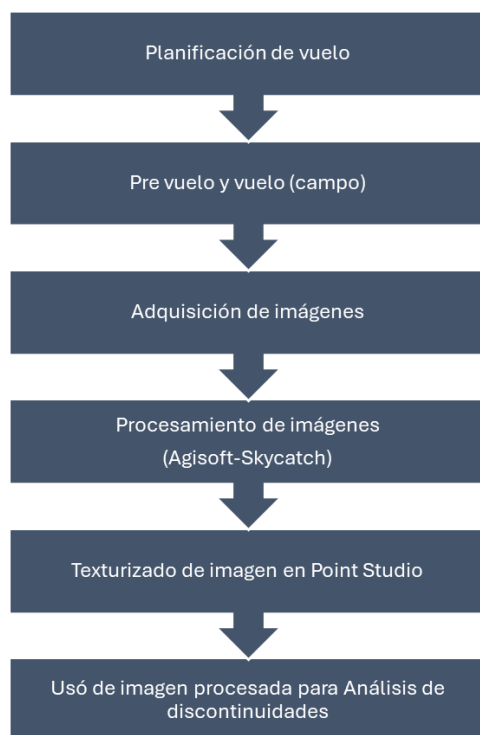 Planificación de vuelo
Pre vuelo y vuelo (campo)
Adquisición de imágenes
Procesamiento de imágenes
(Agisoft-Skycatch)
Texturizado de imagen en Point Studio
Usó de imagen procesada para Análisis de
discontinuidades